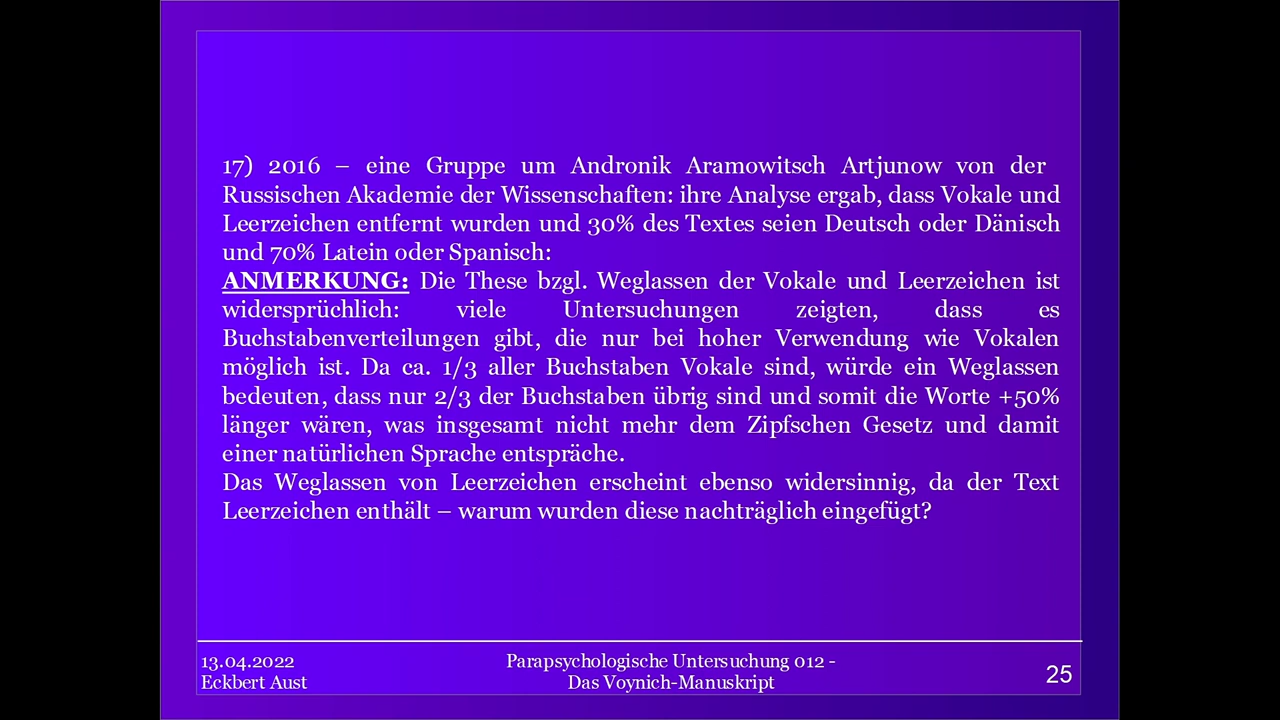 17) 2016 – eine Gruppe um Andronik Aramowitsch Artjunow von der
Russischen Akademie der Wissenschaften: ihre Analyse ergab, dass Vokale und
Leerzeichen entfernt wurden und 30% des Textes seien Deutsch oder Dänisch
und 70% Latein oder Spanisch:
ANMERKUNG: Die These bzgl. Weglassen der Vokale und Leerzeichen ist
widersprüchlich: viele Untersuchungen zeigten, dass es
Buchstabenverteilungen gibt, die nur bei hoher Verwendung wie Vokalen
möglich ist. Da ca. 1/3 aller Buchstaben Vokale sind, würde ein Weglassen
bedeuten, dass nur 2/3 der Buchstaben übrig sind und somit die Worte +50%
länger wären, was insgesamt nicht mehr dem Zipfschen Gesetz und damit
einer natürlichen Sprache entspräche.
Das Weglassen von Leerzeichen erscheint ebenso widersinnig, da der Text
Leerzeichen enthält – warum wurden diese nachträglich eingefügt?
13.04.2022
Eckbert Aust
Parapsychologische Untersuchung 012 -
Das Voynich-Manuskript
25